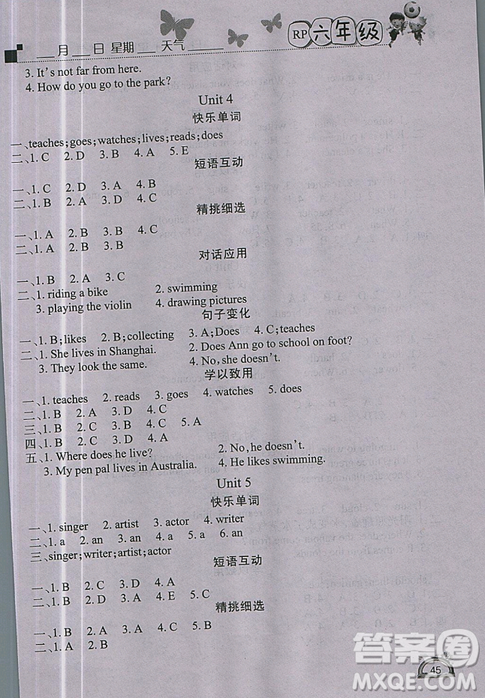 ___月___日 星期___天气______ RP六年级
3. It's not far from here.
4. How do you go to the park?
Unit 4
快乐单词
一、teaches;goes;watches;lives;reads;does
二、1. C 2. D 3. B 4. A 5. E
短语互动
一、1. B 2. D 3. A 4. C
二、1. A 2. C 3. A 4. B
精挑细选
一、1. A 2. B
二、1. A 2. B 3. C
对话应用
一、1. B 2. A 3. C
二、1. riding a bike 2. swimming
3. playing the violin 4. drawing pictures
句子变化
一、1. B;likes 2. B;collecting 3. A;Does 4. C;teaches
二、1. She lives in Shanghai. 2. Does Ann go to school on foot?
3. They look the same. 4. No, she doesn't.
学以致用
一、1. teaches 2. reads 3. goes 4. watches 5. does
二、1. B 2. A 3. D 4. C
三、1. C 2. B 3. B 4. C 5. A
四、1. B 2. A 3. B 4. A
五、1. Where does he live? 2. No, he doesn't.
3. My pen pal lives in Australia. 4. He likes swimming.
Unit 5
快乐单词
一、1. singer 2. artist 3. actor 4. writer
二、1. an 2. a 3. an 4. a 5. a 6. an
三、singer;writer;artist;actor
短语互动
一、1. B 2. C 3. D 4. A
二、1. B 2. D 3. A 4. E 5. C
精挑细选
一、1. B 2. B 3. A
45
答案圈
MXQE.COM